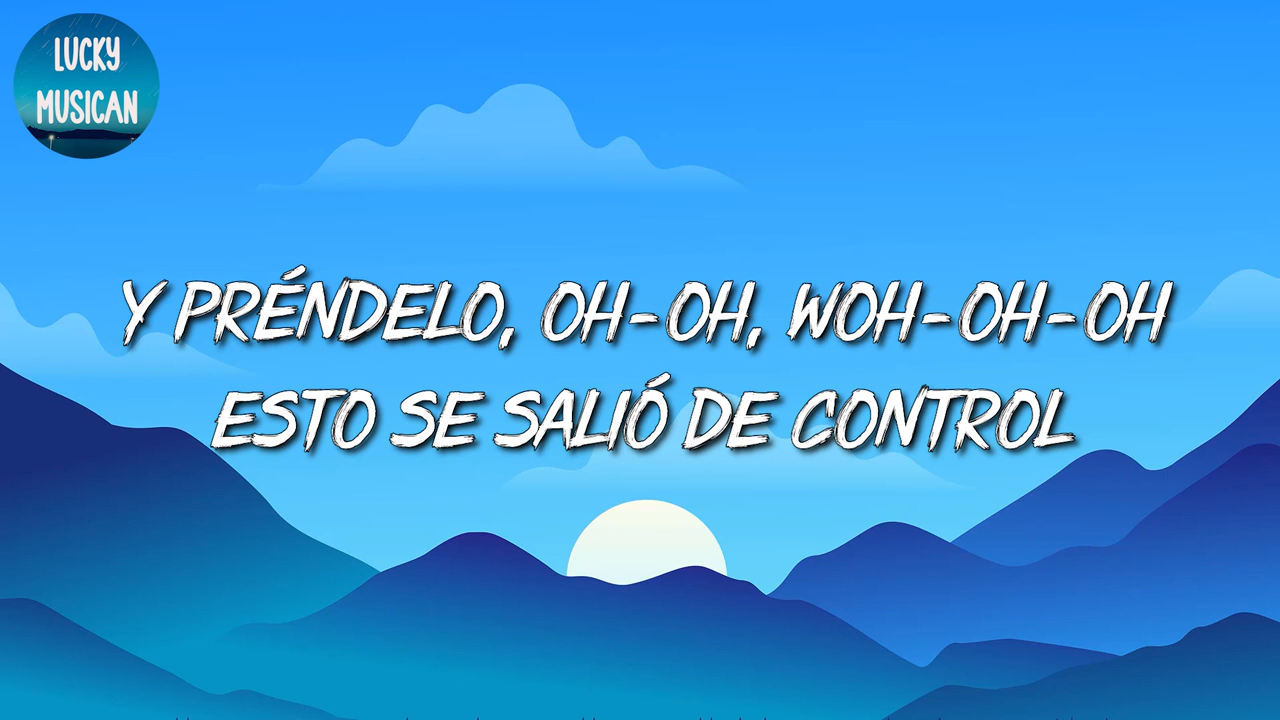 LUCKY
MUSICAN
Y PRÉNDELO, OH-OH, WOH-OH-OH
ESTO SE SALIÓ DE CONTROL